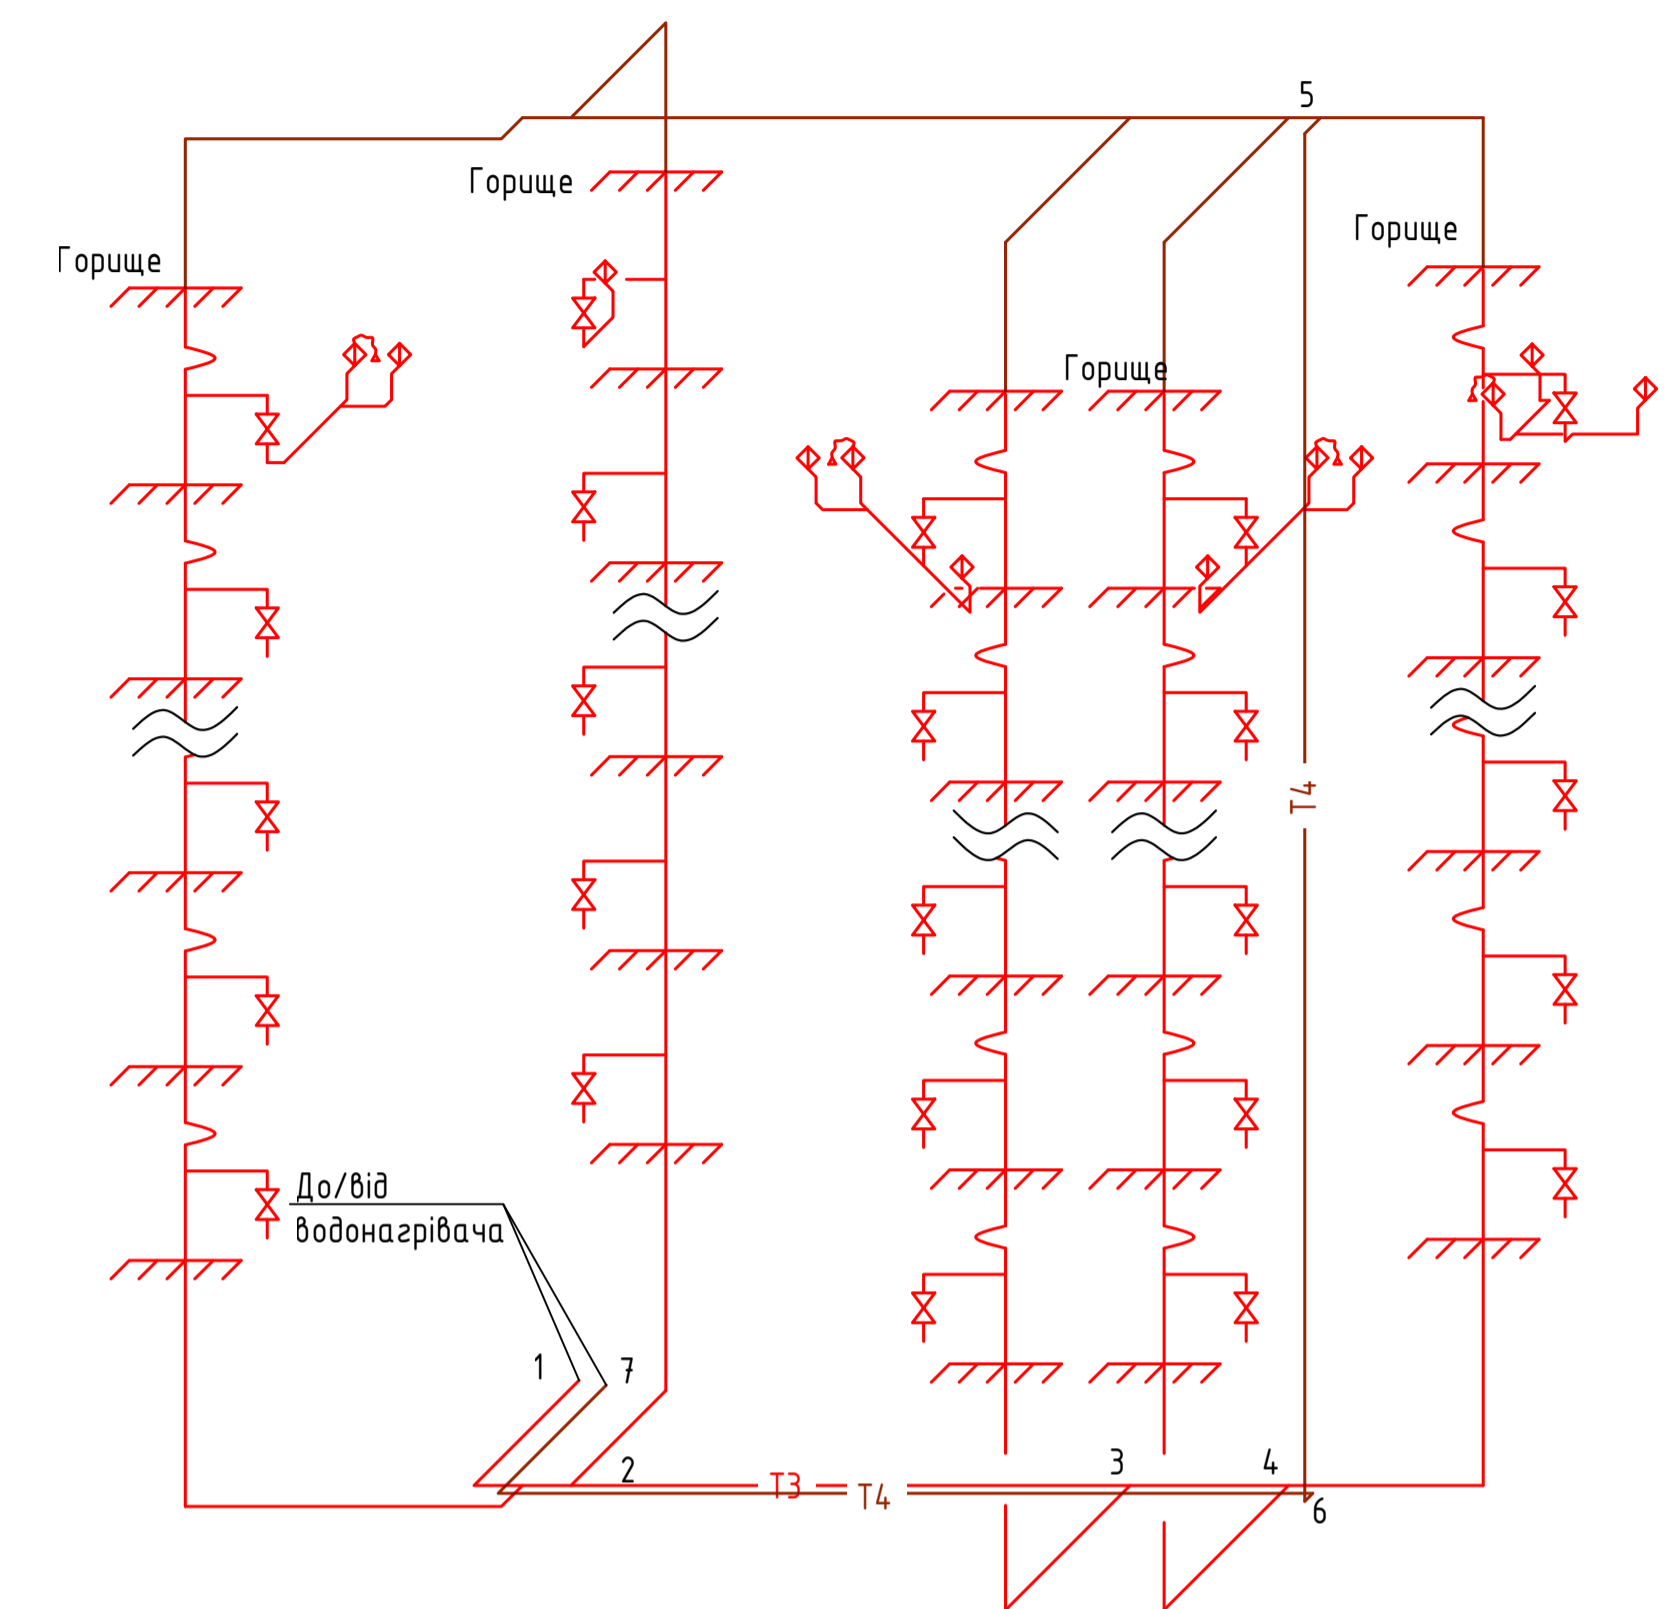 5
Горище
Горище
Горище
Горище
Т4
До/від
водонагрівача
1
7
2
3
4
Т3
Т4
6